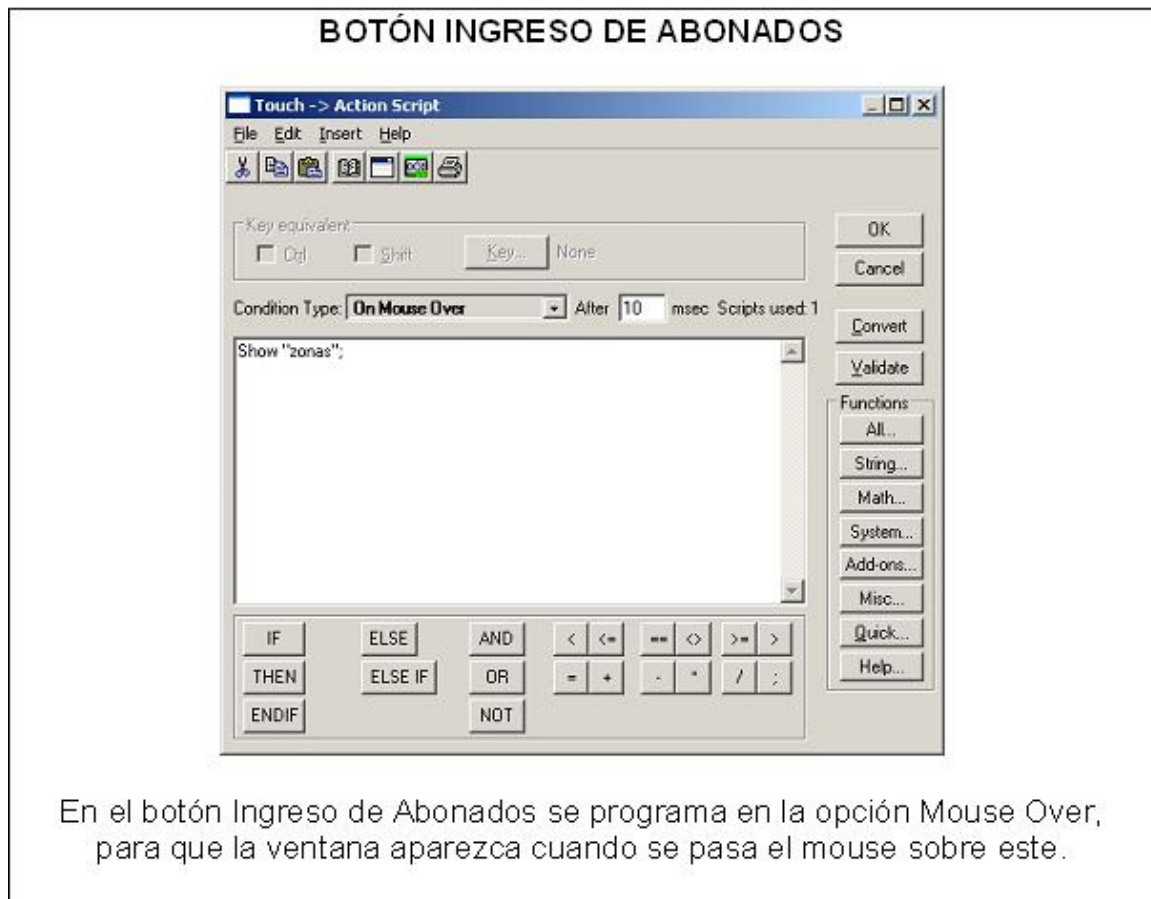 BOTÓN INGRESO DE ABONADOS
Touch -> Action Script
File Edit Insert Help
Key equivalent
Ctrl Shift Key... None
OK
Cancel
Condition Type: On Mouse Over After 10 msec Scripts used: 1
Convert
Show "zonas";
Validate
Functions
All...
String...
Math...
System...
Add-ons...
Misc...
Quick...
Help...
IF ELSE AND < <= == <> >= >
THEN ELSE IF OR = + - * / ;
ENDIF NOT
En el botón Ingreso de Abonados se programa en la opción Mouse Over,
para que la ventana aparezca cuando se pasa el mouse sobre este.